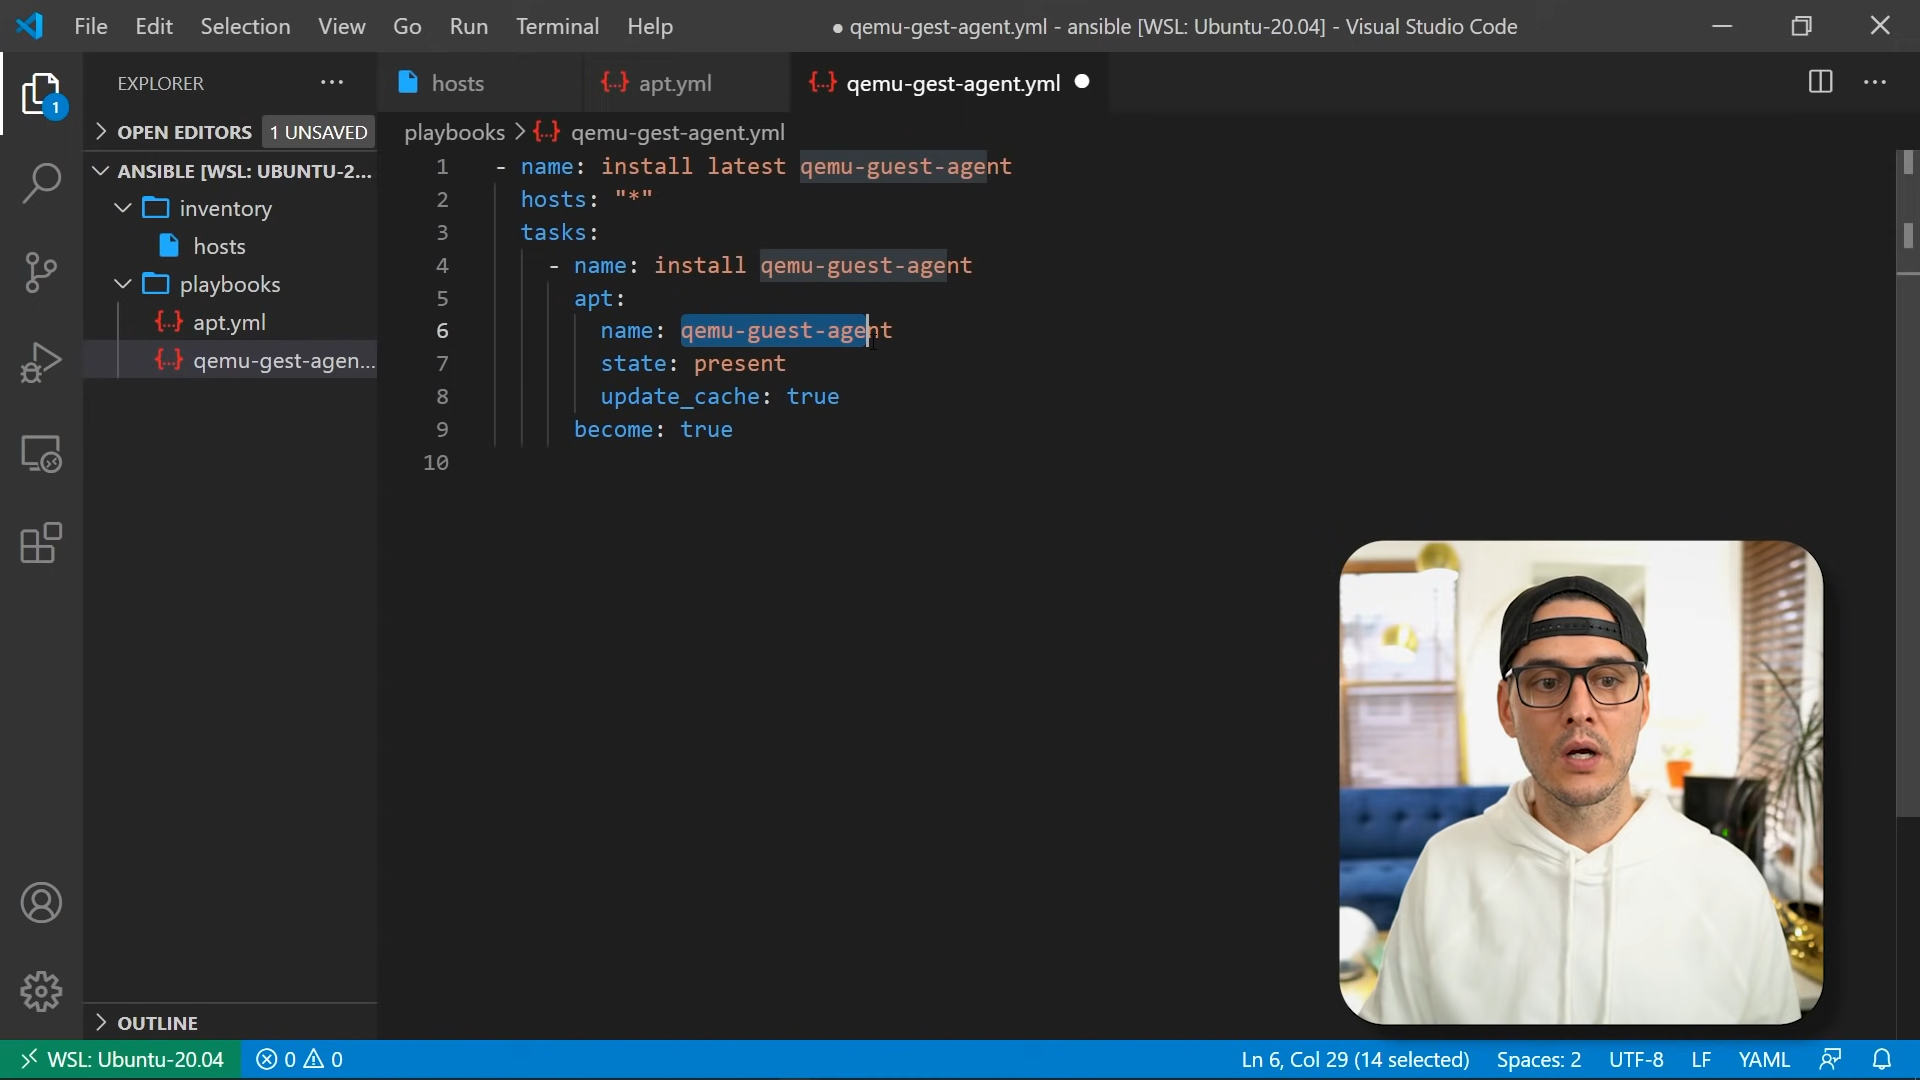 File Edit Selection View Go Run Terminal Help
● qemu-gest-agent.yml - ansible [WSL: Ubuntu-20.04] - Visual Studio Code
EXPLORER ...
hosts
apt.yml
qemu-gest-agent.yml
OPEN EDITORS 1 UNSAVED
playbooks > qemu-gest-agent.yml
1
ANSIBLE [WSL: UBUNTU-2...
inventory
hosts
playbooks
apt.yml
qemu-gest-agen...
1 - name: install latest qemu-guest-agent
2 hosts: "*"
3 tasks:
4 - name: install qemu-guest-agent
5 apt:
6 name: qemu-guest-agent
7 state: present
8 update_cache: true
9 become: true
10
OUTLINE
WSL: Ubuntu-20.04 0 0 Ln 6, Col 29 (14 selected) Spaces: 2 UTF-8 LF YAML